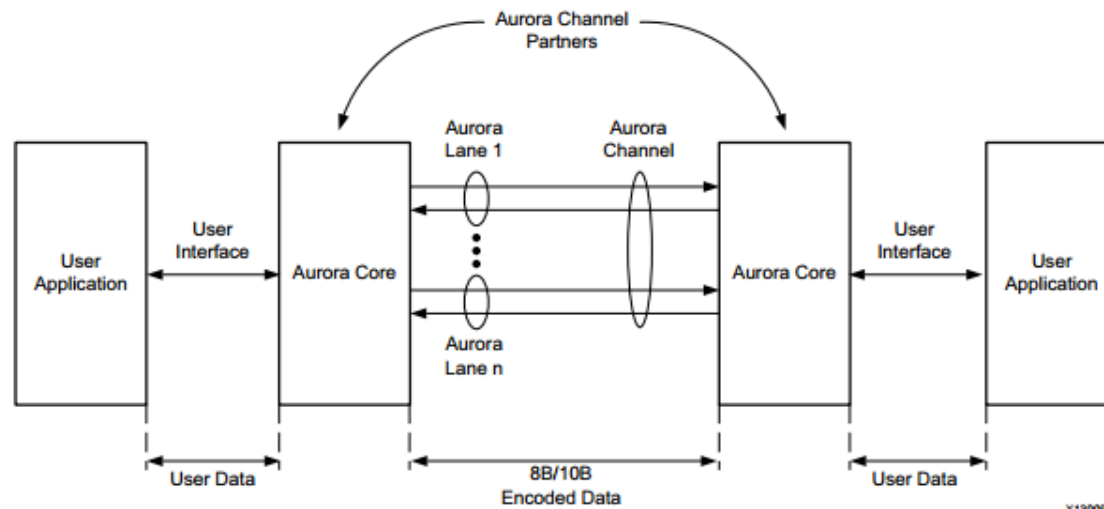 Aurora Channel
Partners
Aurora
Lane 1
Aurora
Channel
User
Interface
User
Interface
User
Application
Aurora Core
Aurora Core
User
Application
Aurora
Lane n
User Data
8B/10B
Encoded Data
User Data